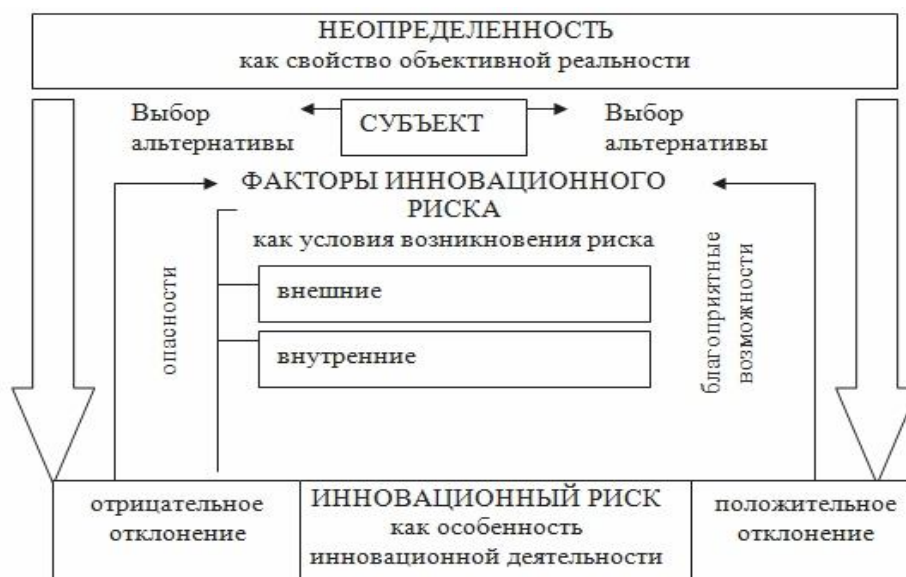 НЕОПРЕДЕЛЕННОСТЬ
как свойство объективной реальности
Выбор
альтернативы
СУБЪЕКТ
Выбор
альтернативы
ФАКТОРЫ ИННОВАЦИОННОГО
РИСКА
как условия возникновения риска
опасности
внешние
внутренние
благоприятные
возможности
отрицательное
отклонение
ИННОВАЦИОННЫЙ РИСК
как особенность
инновационной деятельности
положительное
отклонение